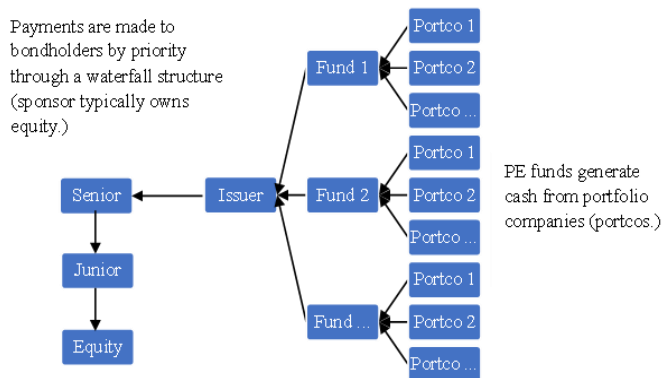 Payments are made to
bondholders by priority
through a waterfall structure
(sponsor typically owns
equity.)
Senior
Junior
Equity
Issuer
Fund 1
Fund 2
Fund ...
Portco 1
Portco 2
Portco ...
Portco 1
Portco 2
Portco ...
Portco 1
Portco 2
Portco ...
PE funds generate
cash from portfolio
companies (portcos.)